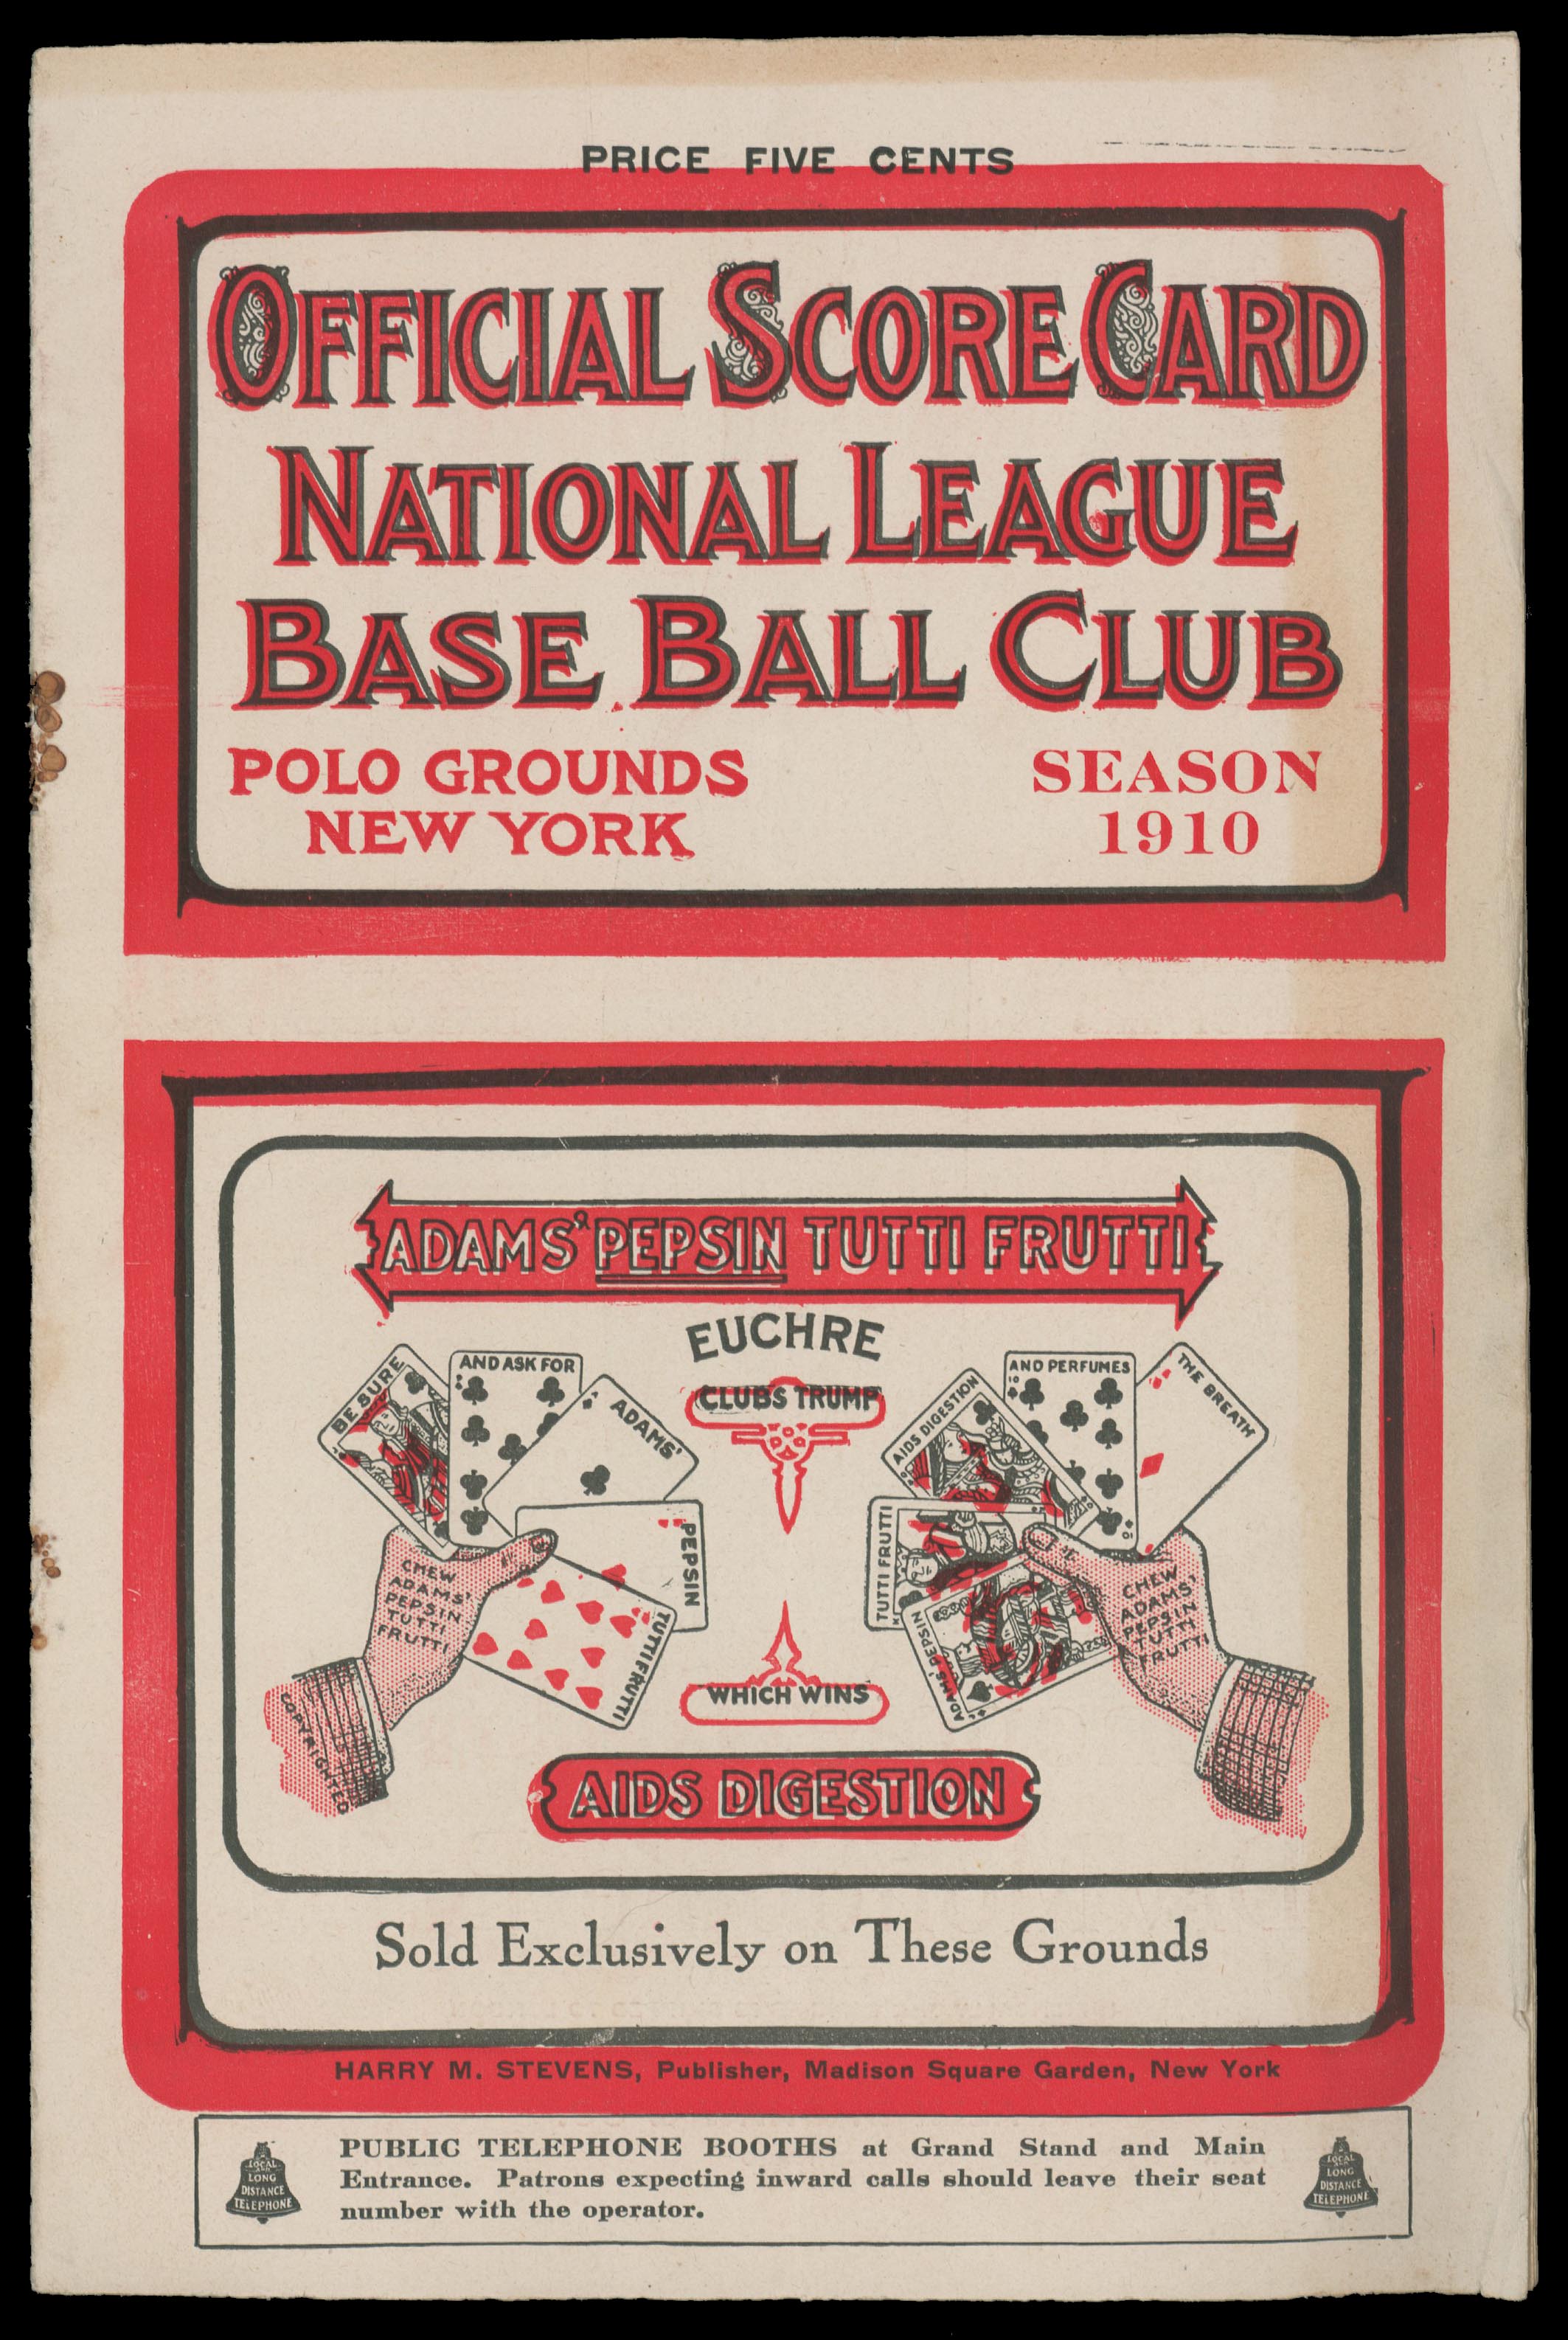 PRICE FIVE CENTS
OFFICIAL SCORE CARD
NATIONAL LEAGUE
BASE BALL CLUB
POLO GROUNDS
NEW YORK
SEASON
1910
ADAMS' PEPSIN TUTTI FRUTTI
EUCHRE
CLUBS TRUMP
BE SURE
AND ASK FOR
ADAMS'
PEPSIN
TUTTI FRUTTI
CHEW
ADAMS'
PEPSIN
TUTTI
FRUTTI
COPYRIGHTED
AIDS DIGESTION
AND PERFUMES
THE BREATH
TUTTI FRUTTI
ADAMS' PEPSIN
CHEW
ADAMS'
PEPSIN
TUTTI
FRUTTI
WHICH WINS
AIDS DIGESTION
Sold Exclusively on These Grounds
HARRY M. STEVENS, Publisher, Madison Square Garden, New York
LOCAL
LONG
DISTANCE
TELEPHONE
PUBLIC TELEPHONE BOOTHS at Grand Stand and Main
Entrance. Patrons expecting inward calls should leave their seat
number with the operator.
LOCAL
LONG
DISTANCE
TELEPHONE